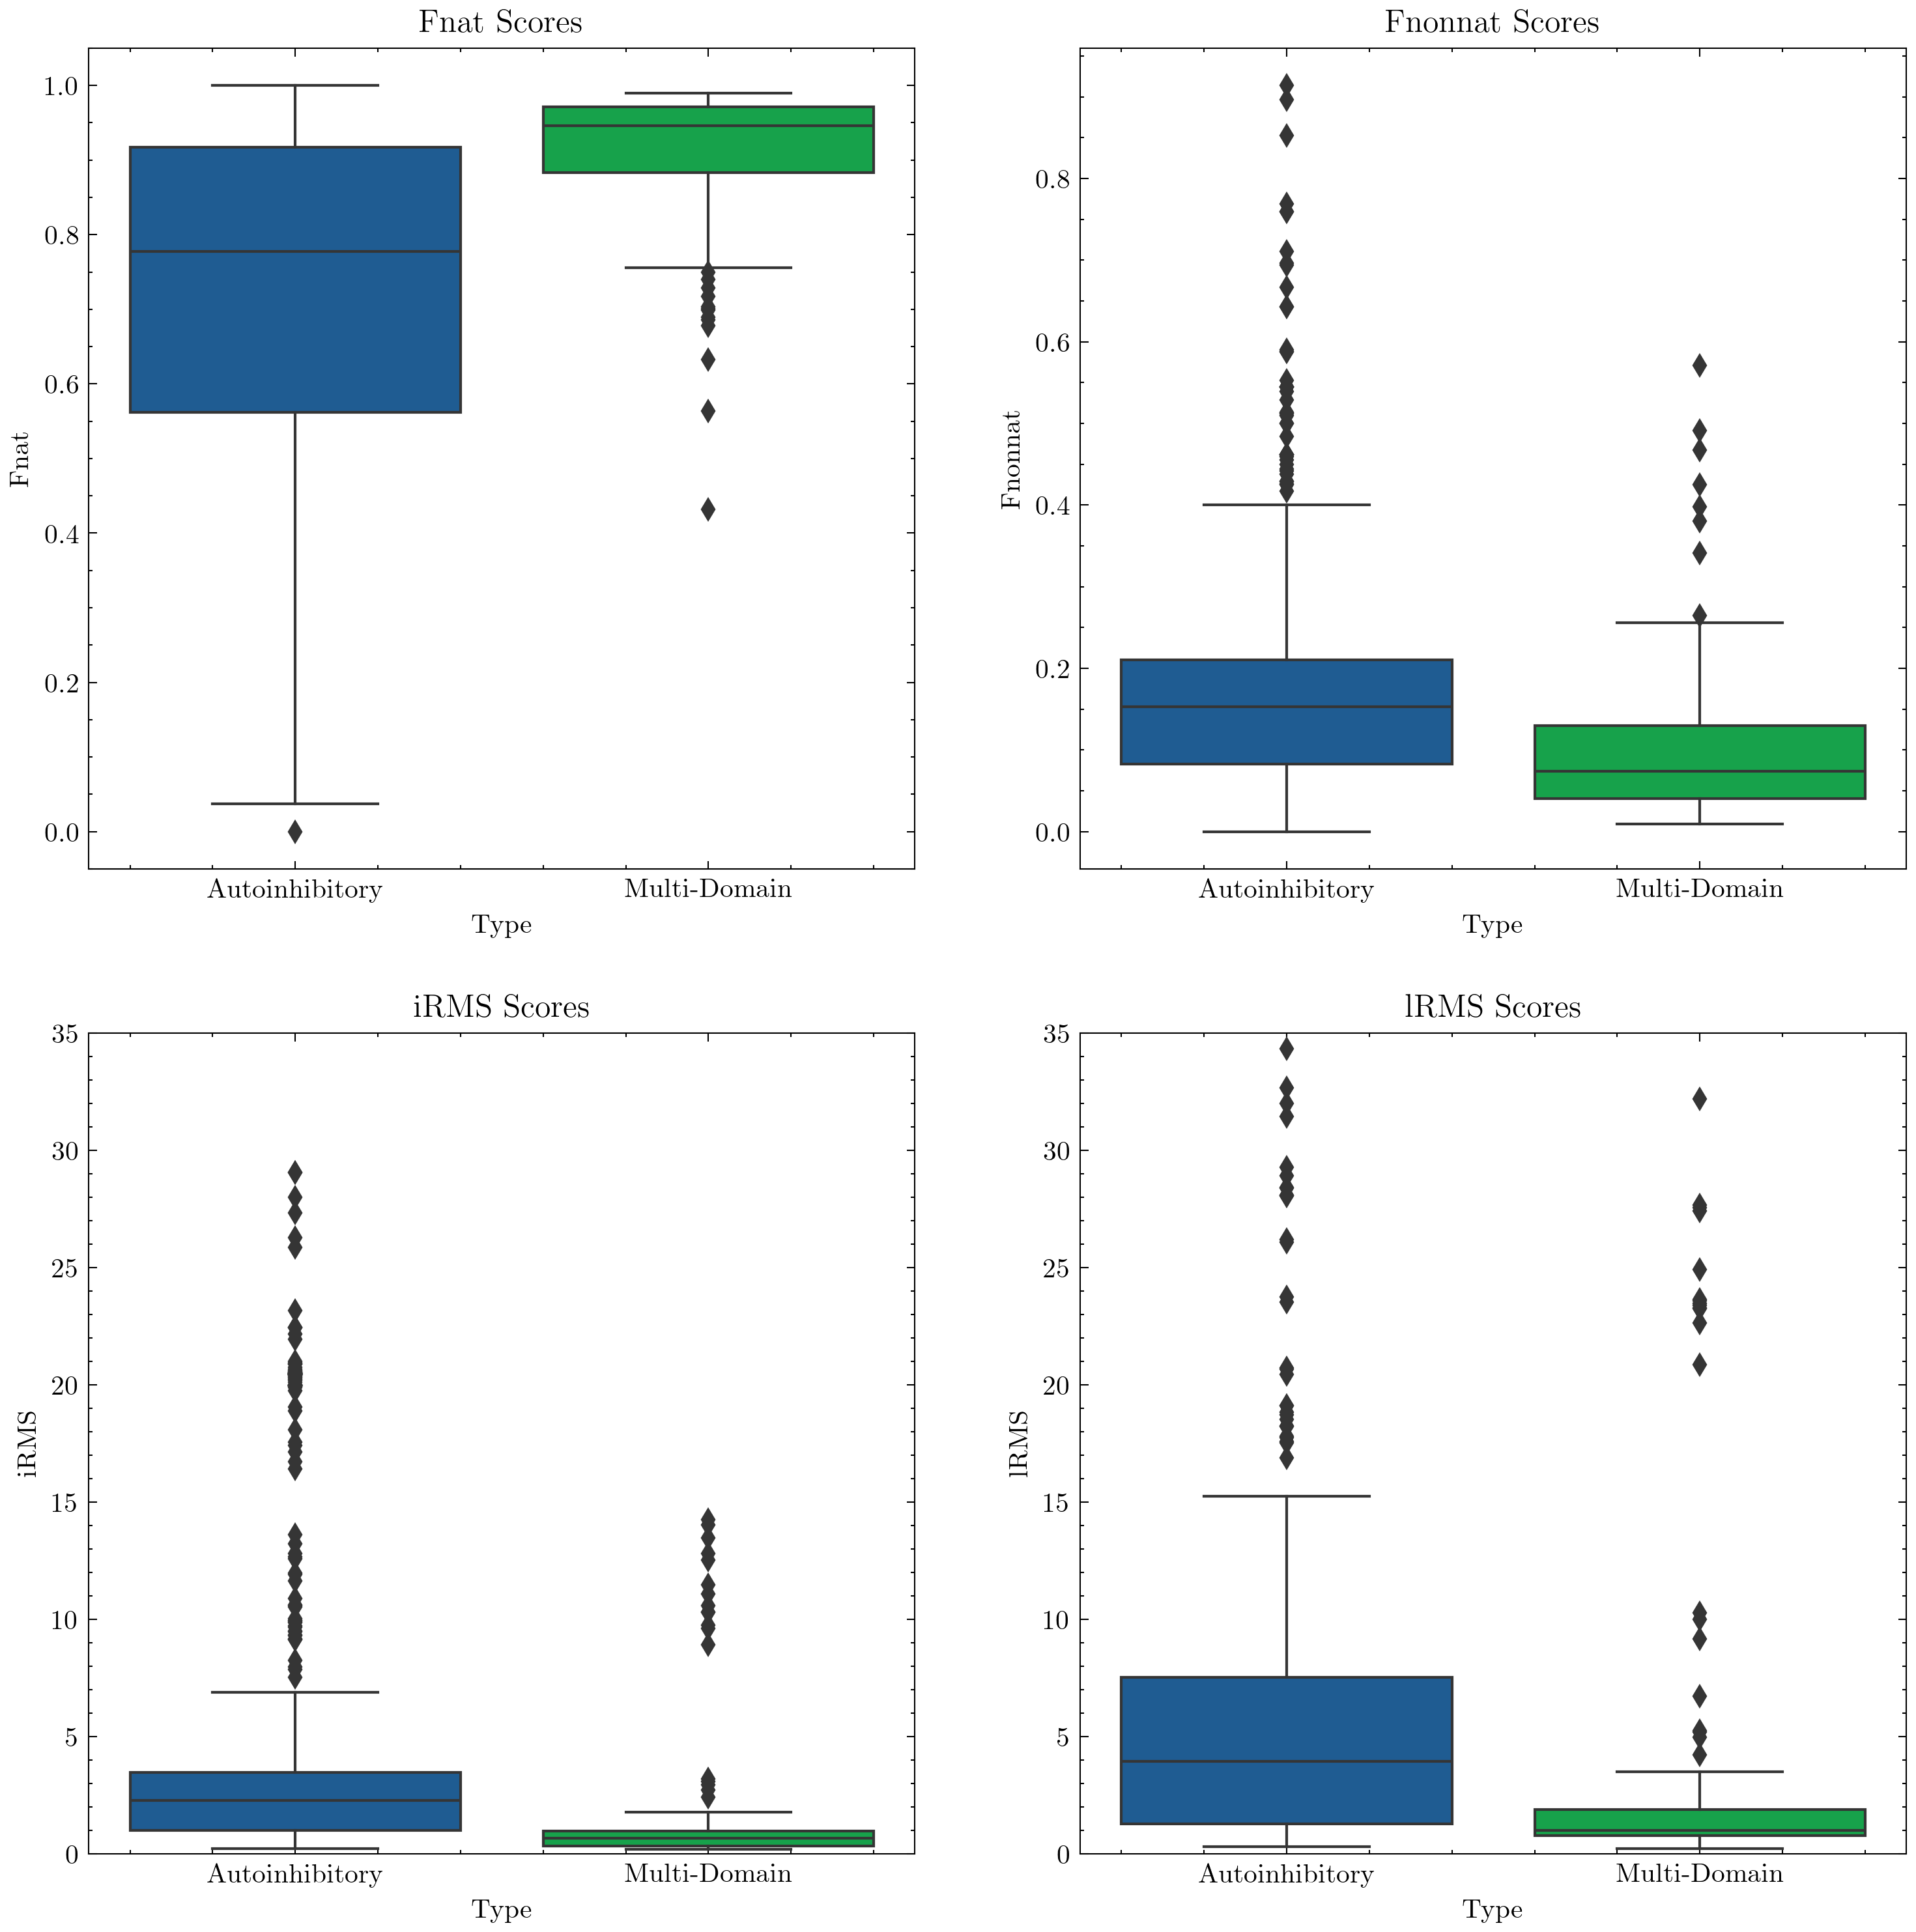 Fnat Scores
1.0
0.8
0.6
0.4
0.2
0.0
Fnat
Autoinhibitory Multi-Domain
Type
Fnonnat Scores
0.8
0.6
0.4
0.2
0.0
Fnonnat
Autoinhibitory Multi-Domain
Type
iRMS Scores
35
30
25
20
15
10
5
0
iRMS
Autoinhibitory Multi-Domain
Type
lRMS Scores
35
30
25
20
15
10
5
0
lRMS
Autoinhibitory Multi-Domain
Type